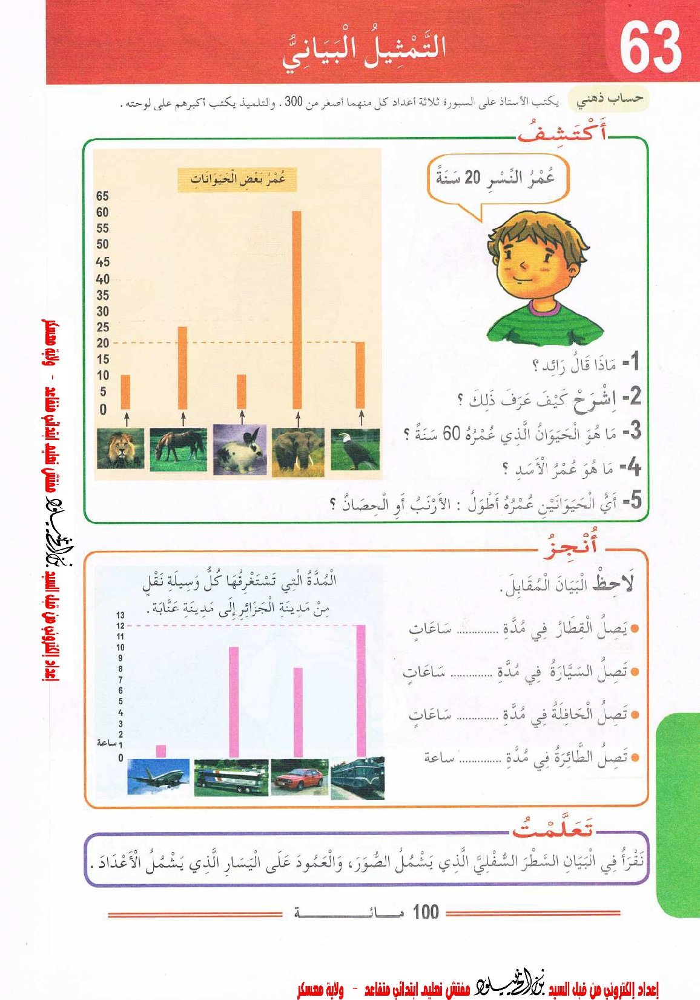 63
التَّمْثِيلُ الْبَيَانِيُّ
حساب ذهني
يكتب الأستاذ على السبورة ثلاثة أعداد كل منهما أصغر من 300 . والتلميذ يكتب أكبرهم على لوحته .
أَكْتَشِفُ
عُمْرُ النِّسْرِ 20 سَنَةً
عُمْرُ بَعْضِ الْحَيَوَانَاتِ
65
60
55
50
45
40
35
30
25
20
15
10
5
0
1- مَاذَا قَالُ رَائِد ؟
2- اِشْرَحْ كَيْفَ عَرَفَ ذَلِكَ ؟
3- مَا هُوَ الْحَيَوَانُ الَّذِي عُمْرُهُ 60 سَنَةً ؟
4- مَا هُوَ عُمْرُ الْأَسَدِ ؟
5- أَيُّ الْحَيَوَانَيْنِ عُمْرُهُ أَطْوَلُ : الأَرْنَبُ أَوِ الْحِصَانُ ؟
أُنْجِزُ
لَاحِظْ الْبَيَانَ الْمُقَابِلَ .
الْمُدَّةُ الْتِي تَسْتَغْرِقُهَا كُلُّ وَسِيلَةِ نَقْلٍ
مِنْ مَدِينَةِ الْجَزَائِرِ إِلَى مَدِينَةِ عَنَّابَة .
13
12
11
10
9
8
7
6
5
4
3
2
1 ساعة
0
● يَصِلُ الْقِطَارُ فِي مُدَّةِ ............. سَاعَاتٍ
● تَصِلُ السَيَّارَةُ فِي مُدَّةِ ............. سَاعَاتٍ
● تَصِلُ الْحَافِلَةُ فِي مُدَّةِ ............. سَاعَاتٍ
● تَصِلُ الطَّائِرَةُ فِي مُدَّةِ ............. ساعة
تَعَلَّمْتُ
نَقْرَأُ فِي الْبَيَانِ السَّطْرَ السُّفْلِيَّ الَّذِي يَشْمُلُ الصُّوَرَ، وَالْعَمُودَ عَلَى الْيَسَارِ الَّذِي يَشْمُلُ الْأَعْدَادَ .
100 مـائــــــة
إعداد إلكتروني من قبل السيد مفتش تعليم ابتدائي متقاعد - ولاية معسكر
إعداد إلكتروني من قبل السيد مفتش تعليم ابتدائي متقاعد - ولاية معسكر